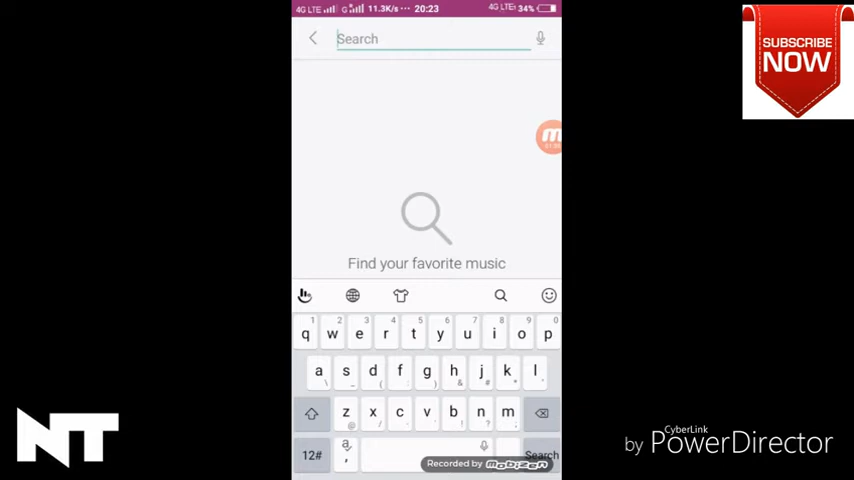 4G LTE G 11.3K/s ··· 20:23 4G LTE 34%
Search
SUBSCRIBE
NOW
Find your favorite music
1 2 3 4 5 6 7 8 9 0
q w e r t y u i o p
a s d f g h j k l
z x c v b n m
12# Search
Recorded by mobizen
NT
CyberLink
by PowerDirector